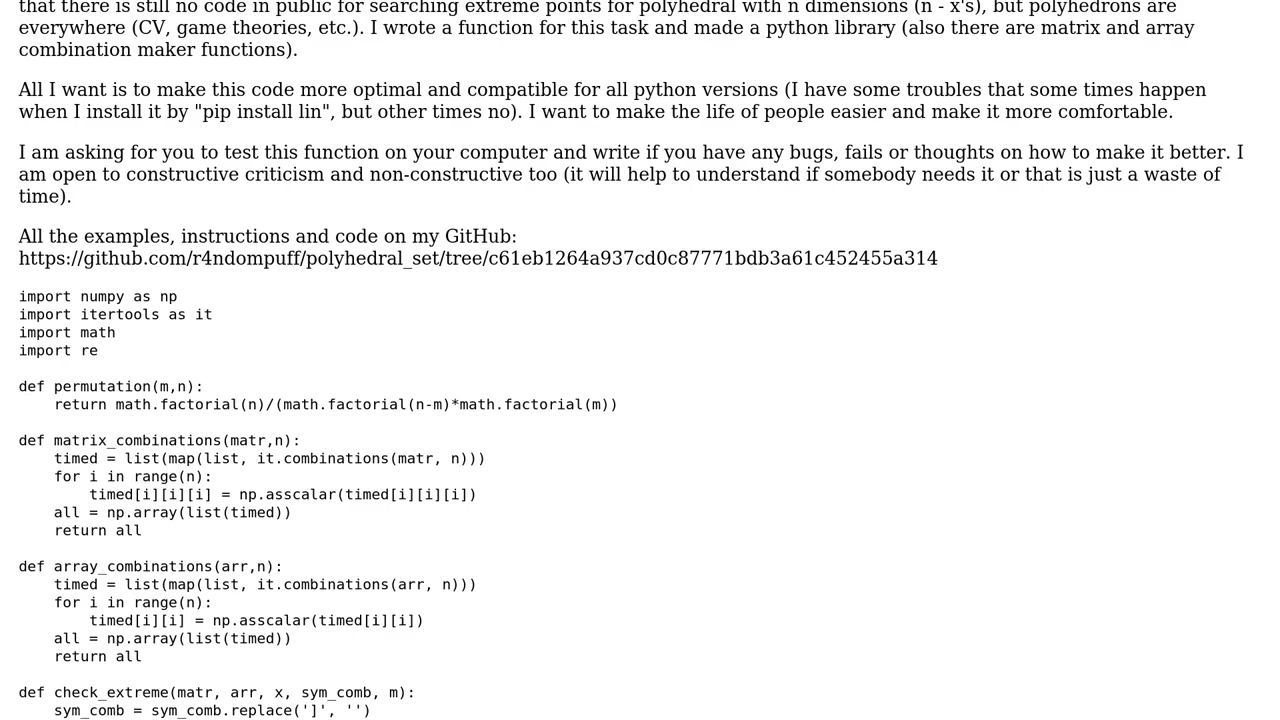 that there is still no code in public for searching extreme points for polyhedral with n dimensions (n - x's), but polyhedrons are
everywhere (CV, game theories, etc.). I wrote a function for this task and made a python library (also there are matrix and array
combination maker functions).
All I want is to make this code more optimal and compatible for all python versions (I have some troubles that some times happen
when I install it by "pip install lin", but other times no). I want to make the life of people easier and make it more comfortable.
I am asking for you to test this function on your computer and write if you have any bugs, fails or thoughts on how to make it better. I
am open to constructive criticism and non-constructive too (it will help to understand if somebody needs it or that is just a waste of
time).
All the examples, instructions and code on my GitHub:
https://github.com/r4ndompuff/polyhedral_set/tree/c61eb1264a937cd0c87771bdb3a61c452455a314
import numpy as np
import itertools as it
import math
import re
def permutation(m,n):
    return math.factorial(n)/(math.factorial(n-m)*math.factorial(m))
def matrix_combinations(matr,n):
    timed = list(map(list, it.combinations(matr, n)))
    for i in range(n):
        timed[i][i][i] = np.asscalar(timed[i][i][i])
    all = np.array(list(timed))
    return all
def array_combinations(arr,n):
    timed = list(map(list, it.combinations(arr, n)))
    for i in range(n):
        timed[i][i] = np.asscalar(timed[i][i])
    all = np.array(list(timed))
    return all
def check_extreme(matr, arr, x, sym_comb, m):
    sym_comb = sym_comb.replace(']', '')